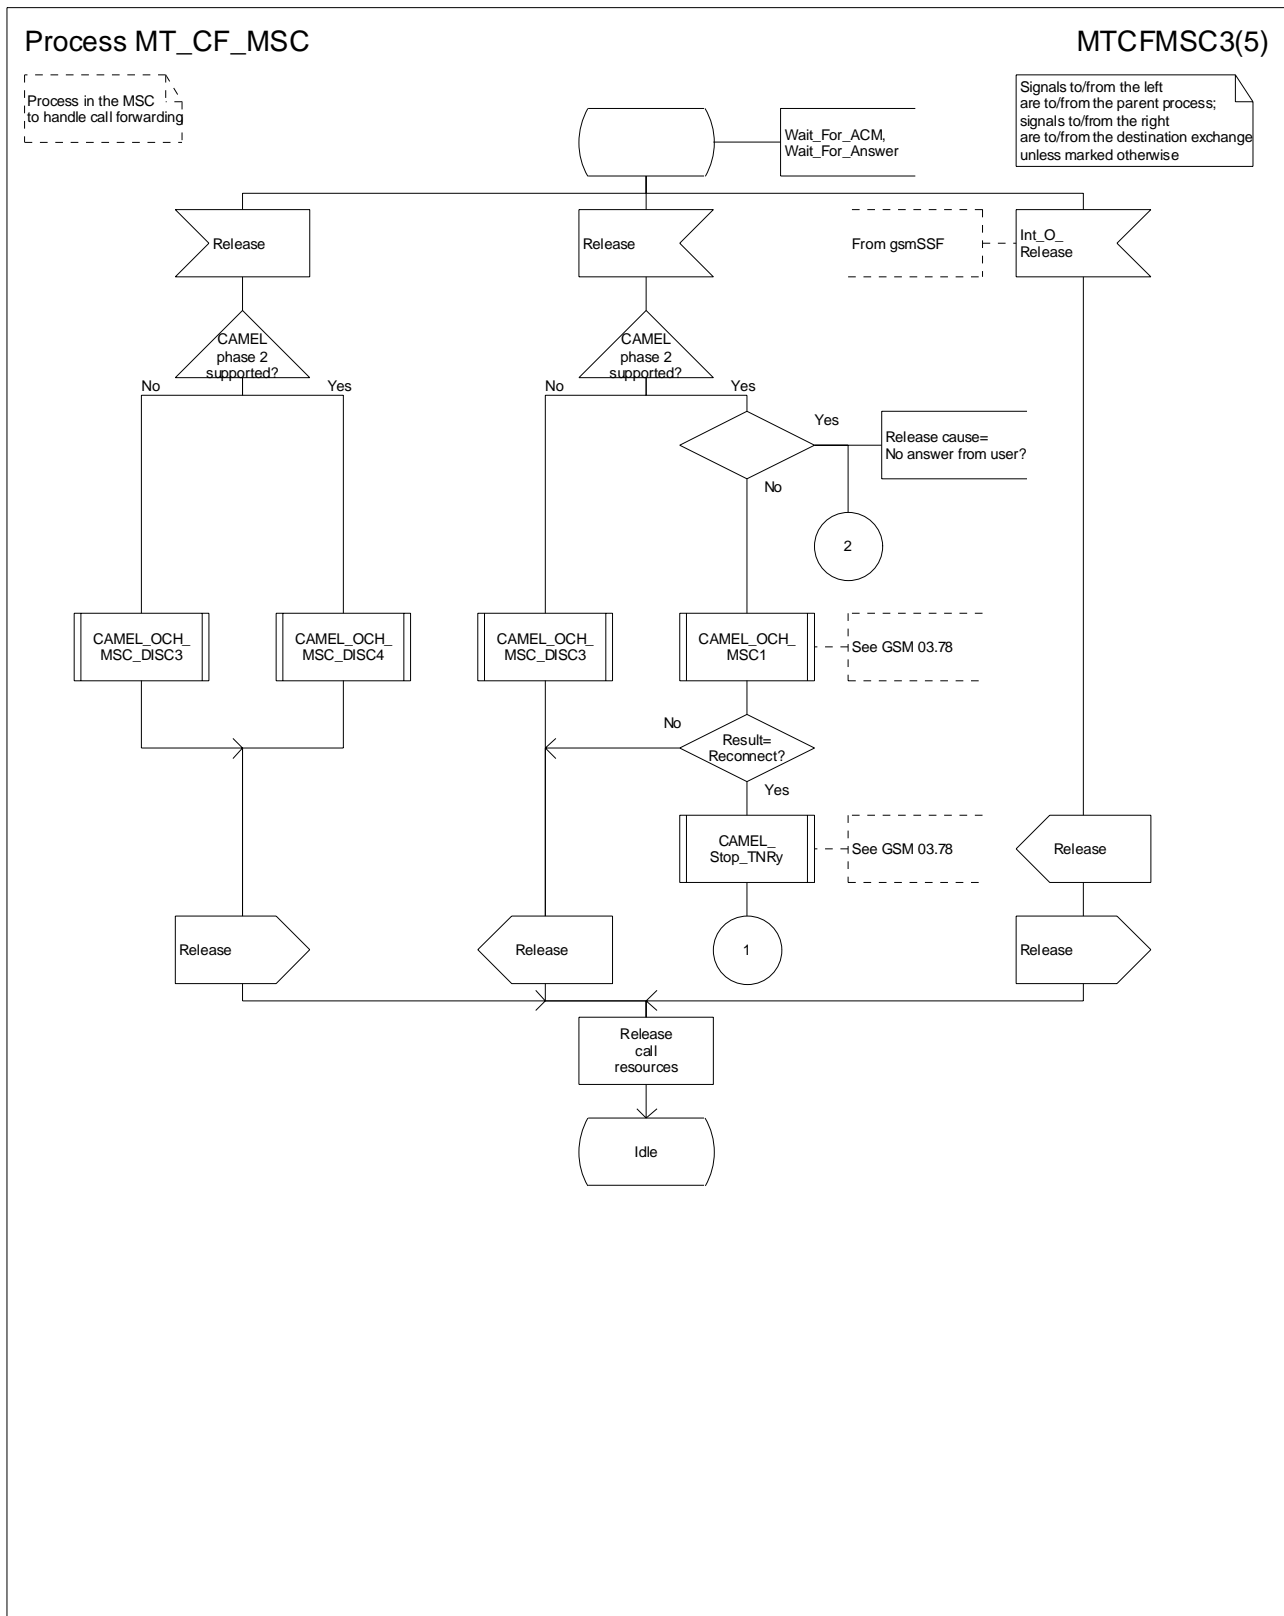 Process MT_CF_MSC
MTCFMSC3(5)
Process in the MSC
to handle call forwarding
Signals to/from the left
are to/from the parent process;
signals to/from the right
are to/from the destination exchange
unless marked otherwise
Wait_For_ACM,
Wait_For_Answer
Release
Release
From gsmSSF
Int_O_
Release
CAMEL
phase 2
supported?
No
Yes
CAMEL
phase 2
supported?
No
Yes
Yes
Release cause=
No answer from user?
No
2
CAMEL_OCH_
MSC_DISC3
CAMEL_OCH_
MSC_DISC4
CAMEL_OCH_
MSC_DISC3
CAMEL_OCH_
MSC1
See GSM 03.78
No
Result=
Reconnect?
Yes
CAMEL_
Stop_TNRy
See GSM 03.78
Release
Release
Release
1
Release
Release
call
resources
Idle